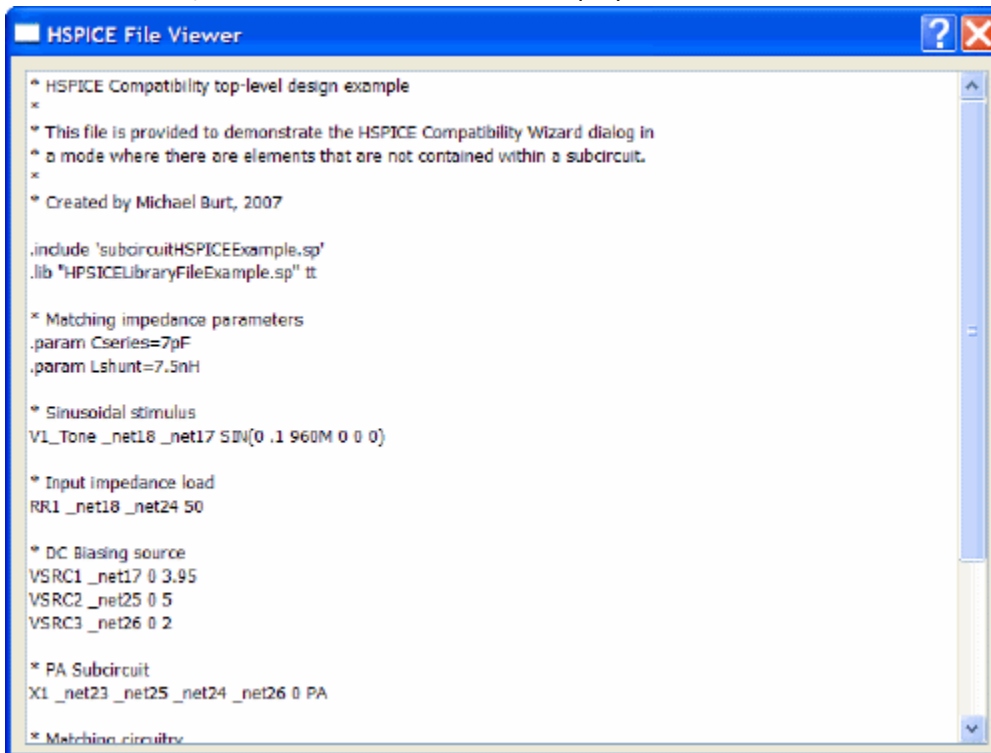 HSPICE File Viewer
* HSPICE Compatibility top-level design example
*
* This file is provided to demonstrate the HSPICE Compatibility Wizard dialog in
* a mode where there are elements that are not contained within a subcircuit.
*
* Created by Michael Burt, 2007
.include 'subcircuitHSPICEExample.sp'
.lib "HPSICELibraryFileExample.sp" tt
* Matching impedance parameters
.param Cseries=7pF
.param Lshunt=7.5nH
* Sinusoidal stimulus
V1_Tone _net18 _net17 SIN(0 .1 960M 0 0 0)
* Input impedance load
RR1 _net18 _net24 50
* DC Biasing source
VSRC1 _net17 0 3.95
VSRC2 _net25 0 5
VSRC3 _net26 0 2
* PA Subcircuit
X1 _net23 _net25 _net24 _net26 0 PA
* Matching circuitry